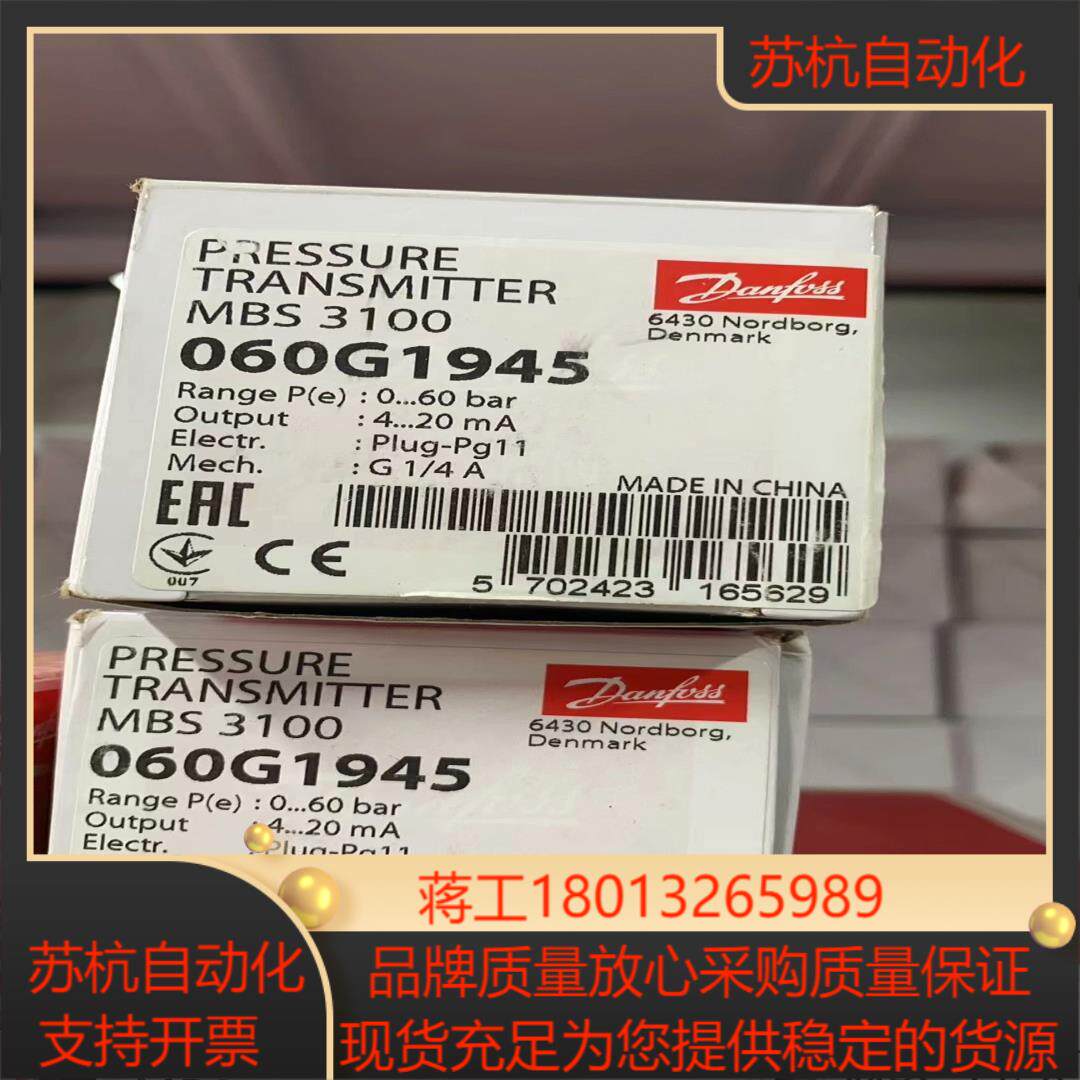 苏杭自动化
PRESSURE
TRANSMITTER
MBS 3100
060G1945
Danfoss
6430 Nordborg,
Denmark
Range P(e) : 0...60 bar
Output : 4...20 mA
Electr. : Plug-Pg11
Mech. : G 1/4 A
MADE IN CHINA
EAC
007
CE
5 702423 165629
PRESSURE
TRANSMITTER
MBS 3100
060G1945
Danfoss
6430 Nordborg,
Denmark
Range P(e) : 0...60 bar
Output : 4...20 mA
Electr. : Plug-Pg11
蒋工18013265989
苏杭自动化
支持开票
品牌质量放心采购质量保证
现货充足为您提供稳定的货源